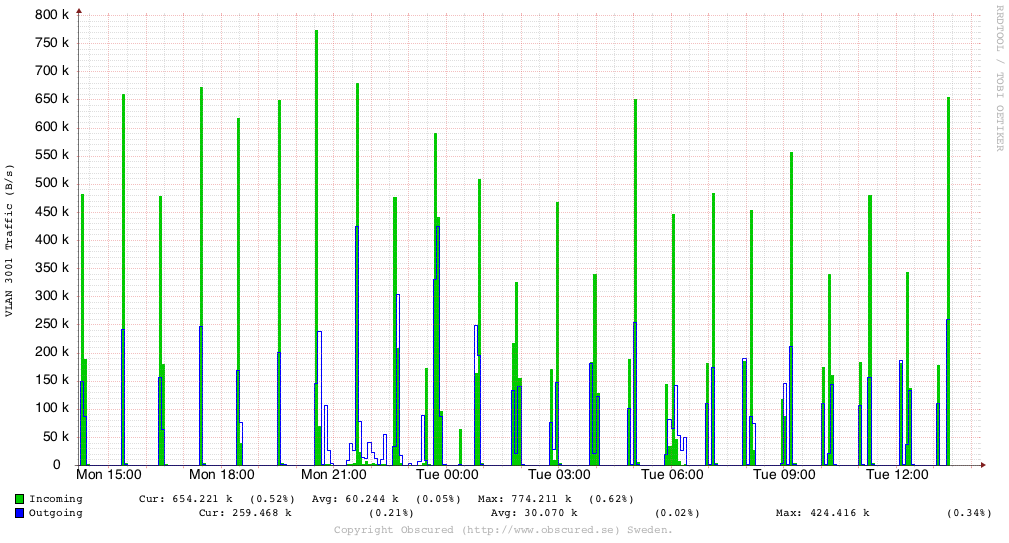 800 k
750 k
700 k
650 k
600 k
550 k
500 k
450 k
400 k
350 k
300 k
250 k
200 k
150 k
100 k
50 k
0
VLAN 3001 Traffic (B/s)
RRDTOOL / TOBI OETIKER
Mon 15:00 Mon 18:00 Mon 21:00 Tue 00:00 Tue 03:00 Tue 06:00 Tue 09:00 Tue 12:00
Incoming Cur: 654.221 k (0.52%) Avg: 60.244 k (0.05%) Max: 774.211 k (0.62%)
Outgoing Cur: 259.468 k (0.21%) Avg: 30.070 k (0.02%) Max: 424.416 k (0.34%)
Copyright Obscured (http://www.obscured.se) Sweden.